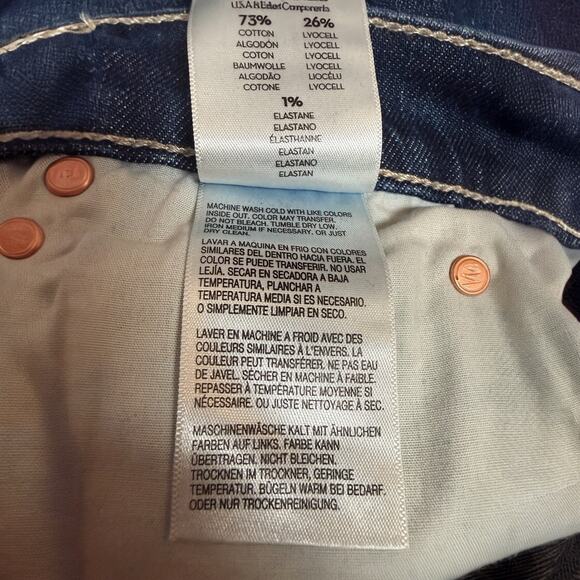 U.S.A & Exter Components
73% 26%
COTTON LYOCELL
ALGODÓN LYOCELL
COTON LYOCELL
BAUMWOLLE LYOCELL
ALGODÃO LIOCÉLU
COTONE LYOCELL
1%
ELASTANE
ELASTANO
ÉLASTHANNE
ELASTAN
ELASTANO
ELASTAN
MACHINE WASH COLD WITH LIKE COLORS
INSIDE OUT. COLOR MAY TRANSFER.
DO NOT BLEACH. TUMBLE DRY LOW.
IRON MEDIUM IF NECESSARY, OR JUST
DRY CLEAN.
LAVAR A MAQUINA EN FRIO CON COLORES
SIMILARES DEL DENTRO HACIA FUERA. EL
COLOR SE PUEDE TRANSFERIR. NO USAR
LEJÍA. SECAR EN SECADORA A BAJA
TEMPERATURA, PLANCHAR A
TEMPERATURA MEDIA SI ES NECESARIO.
O SIMPLEMENTE LIMPIAR EN SECO.
LAVER EN MACHINE A FROID AVEC DES
COULEURS SIMILAIRES À L'ENVERS. LA
COULEUR PEUT TRANSFÉRER. NE PAS EAU
DE JAVEL. SÉCHER EN MACHINE À FAIBLE.
REPASSER À TEMPÉRATURE MOYENNE SI
NÉCESSAIRE. OU JUSTE NETTOYAGE À SEC.
MASCHINENWÄSCHE KALT MIT ÄHNLICHEN
FARBEN AUF LINKS. FARBE KANN
ÜBERTRAGEN. NICHT BLEICHEN.
TROCKNEN IM TROCKNER, GERINGE
TEMPERATUR. BÜGELN WARM BEI BEDARF.
ODER NUR TROCKENREINIGUNG.